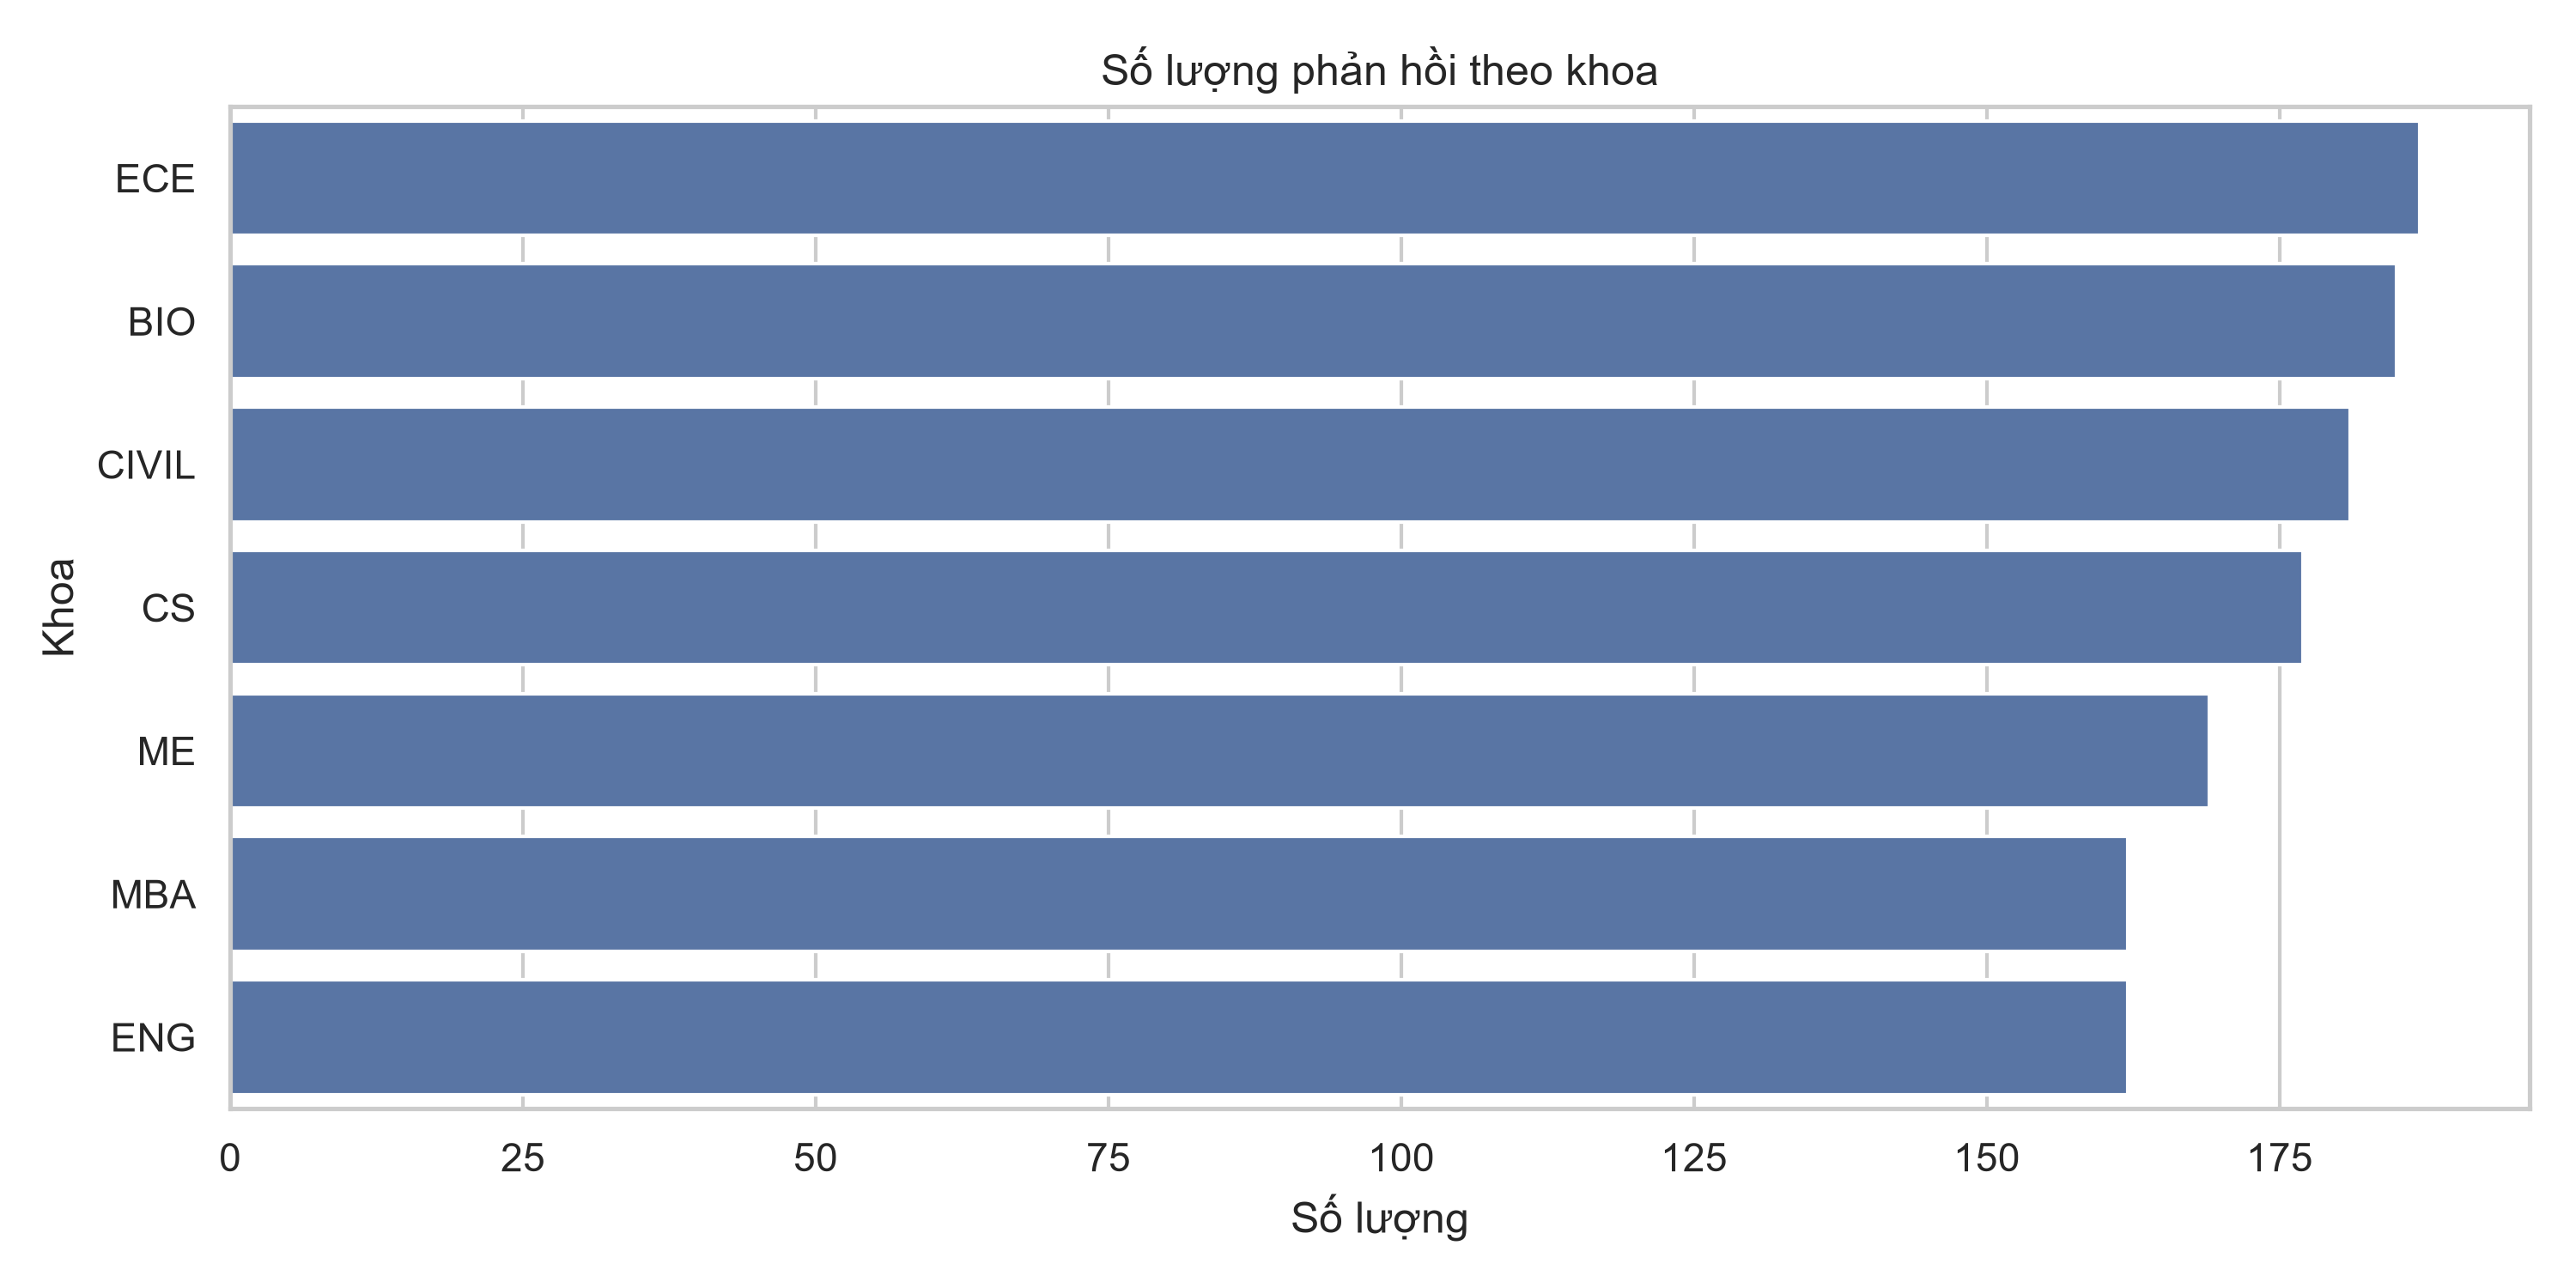 Số lượng phản hồi theo khoa
ECE
BIO
CIVIL
CS
ME
MBA
ENG
Khoa
0 25 50 75 100 125 150 175
Số lượng